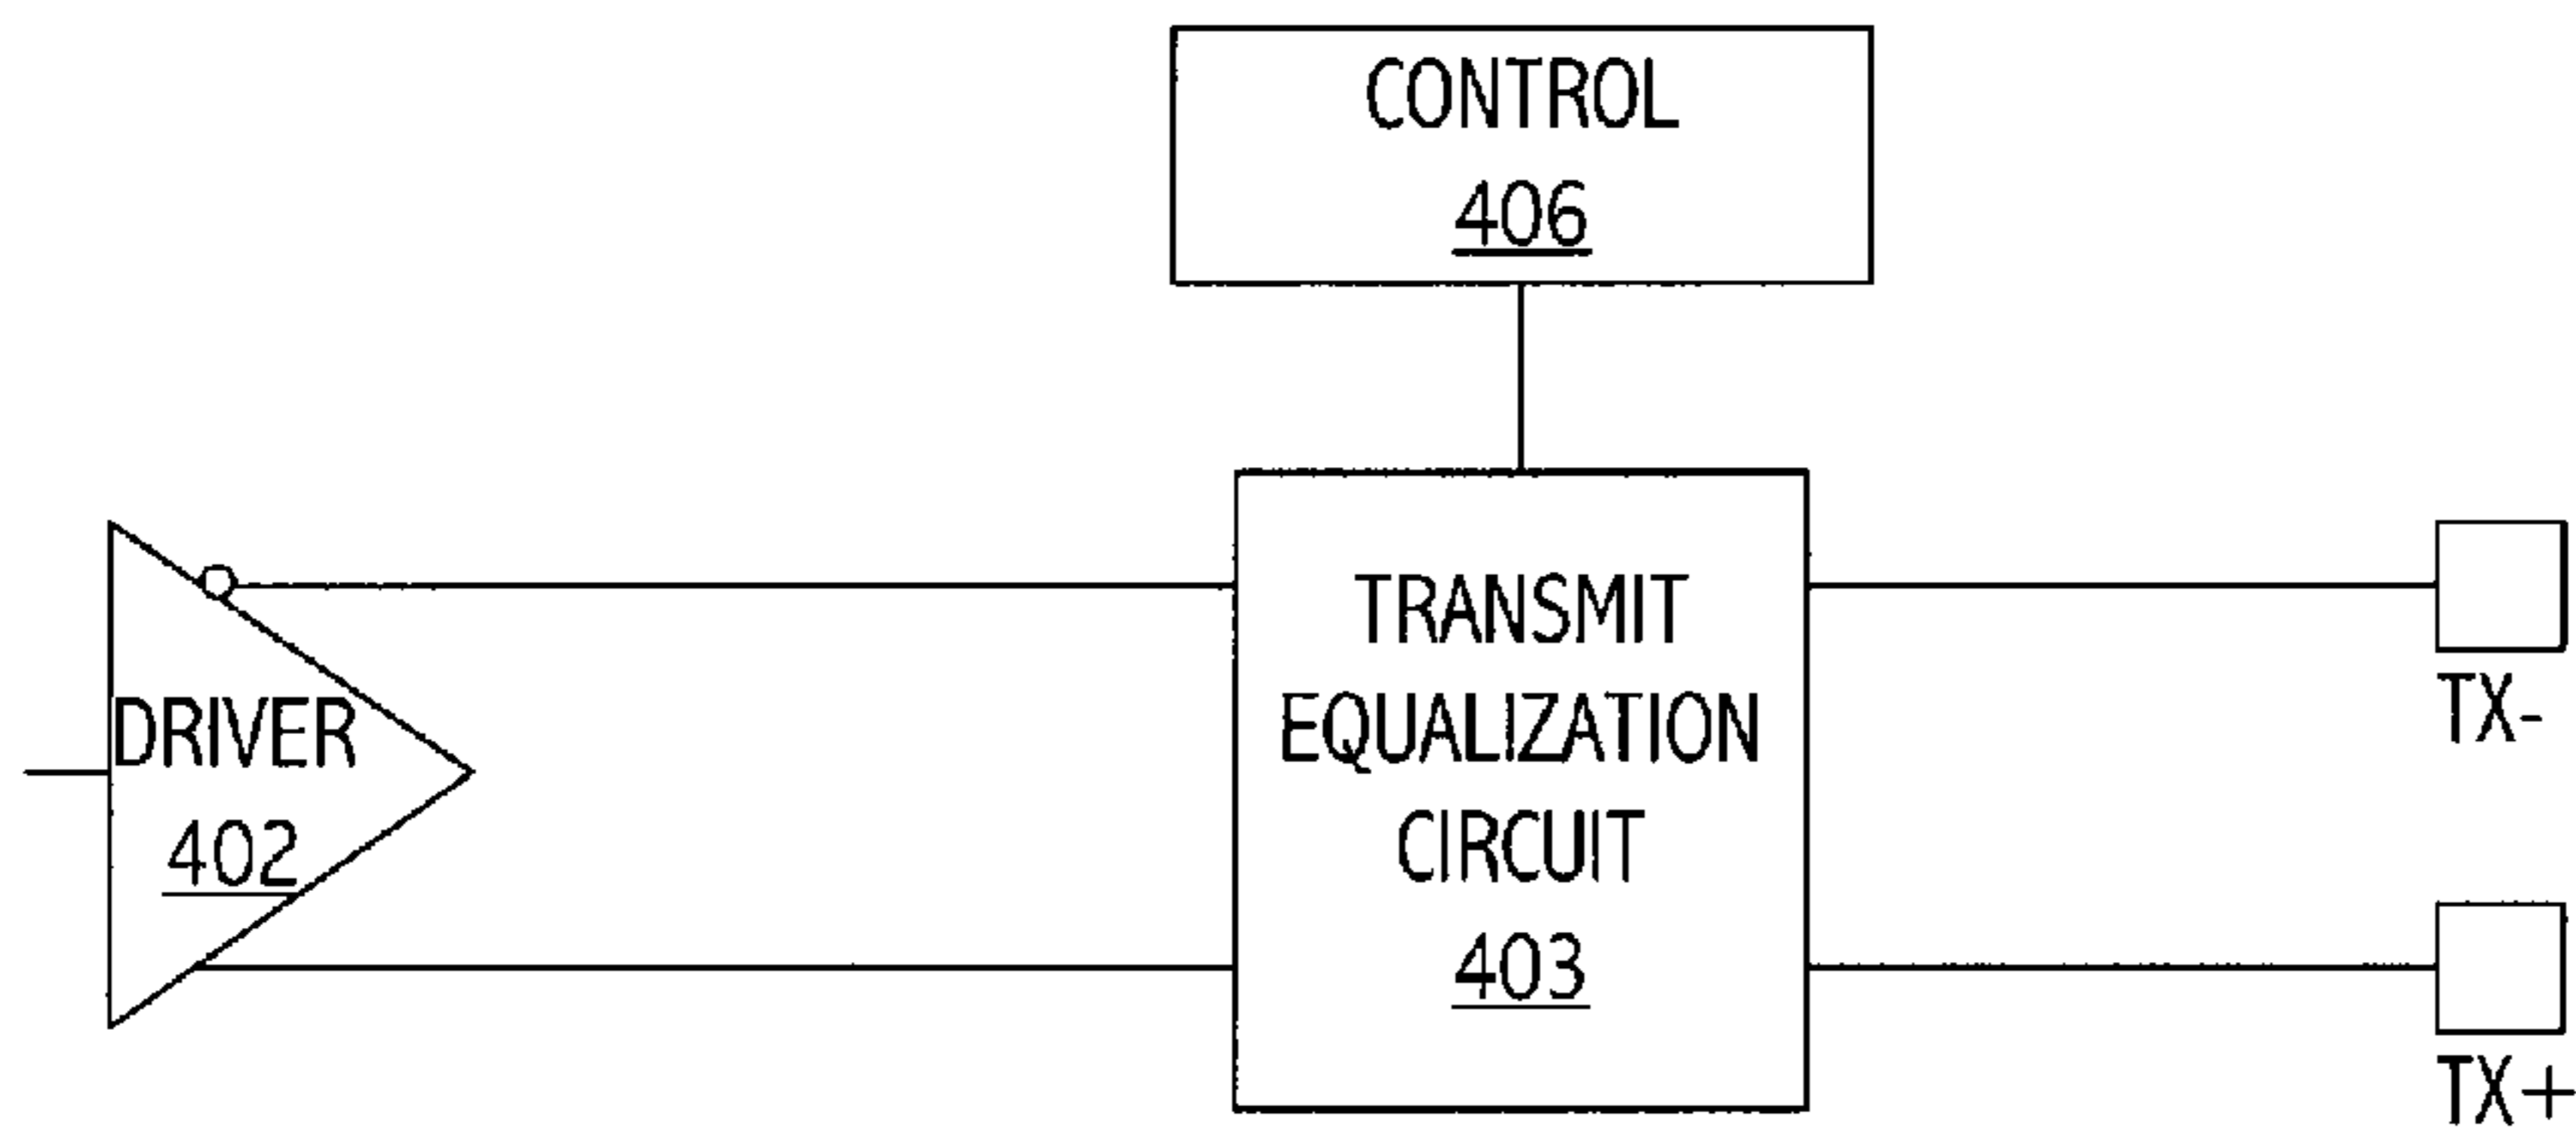 CONTROL
406
DRIVER
402
TRANSMIT
EQUALIZATION
CIRCUIT
403
TX-
TX+